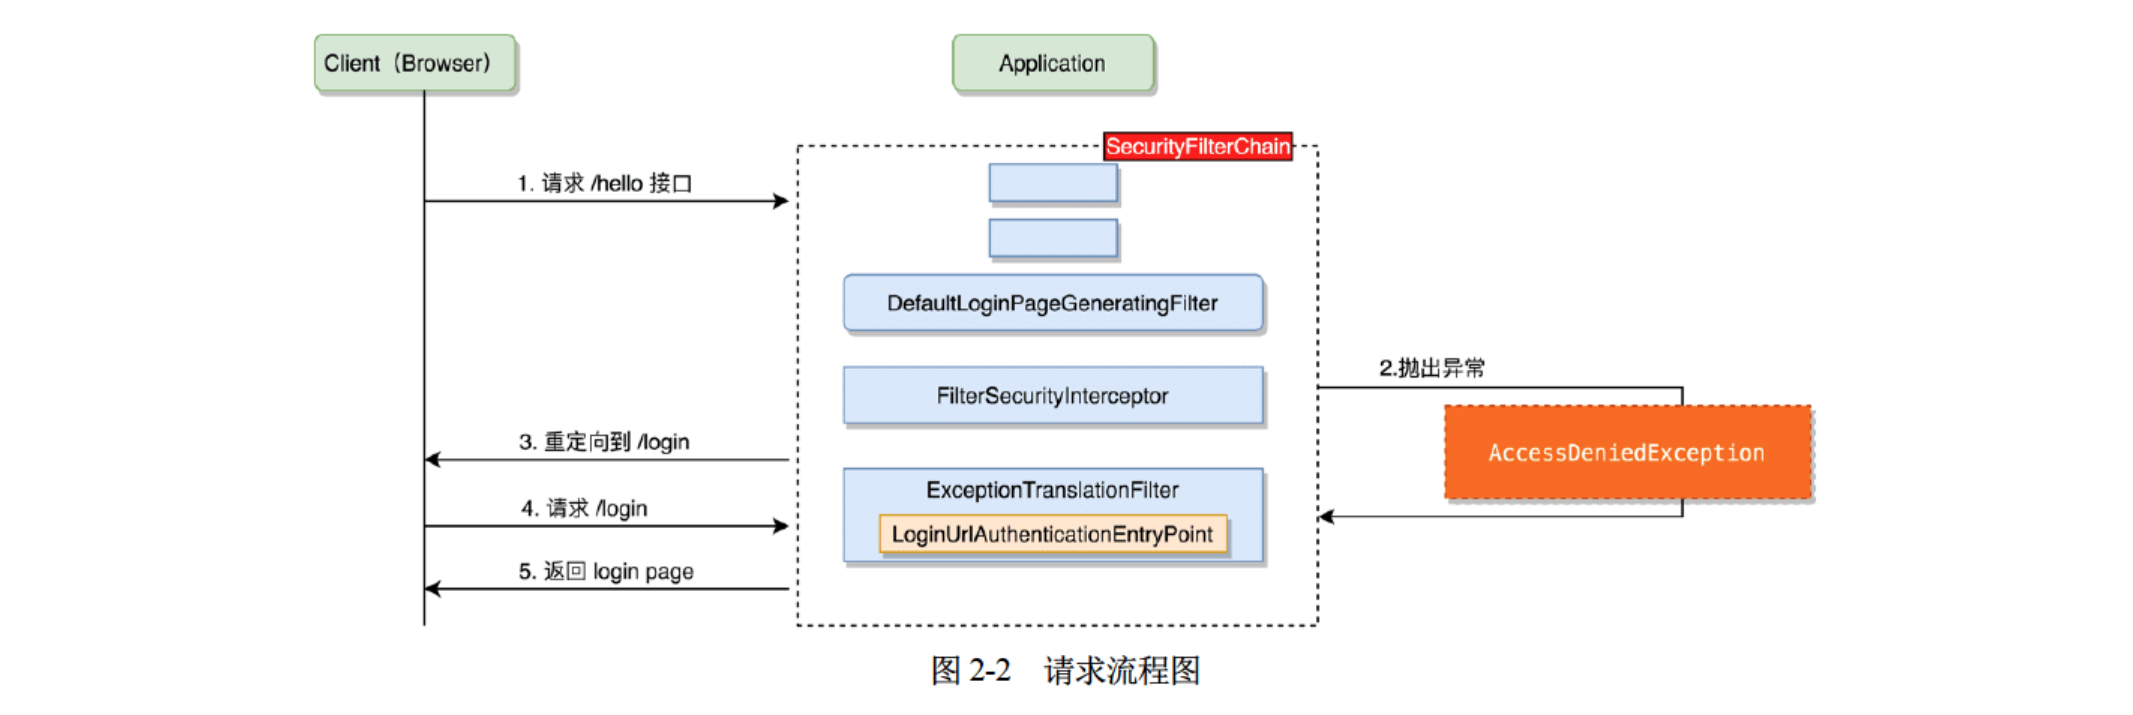 Client（Browser）
Application
SecurityFilterChain
1. 请求 /hello 接口
DefaultLoginPageGeneratingFilter
2.抛出异常
FilterSecurityInterceptor
3. 重定向到 /login
AccessDeniedException
ExceptionTranslationFilter
4. 请求 /login
LoginUrlAuthenticationEntryPoint
5. 返回 login page
图 2-2 请求流程图